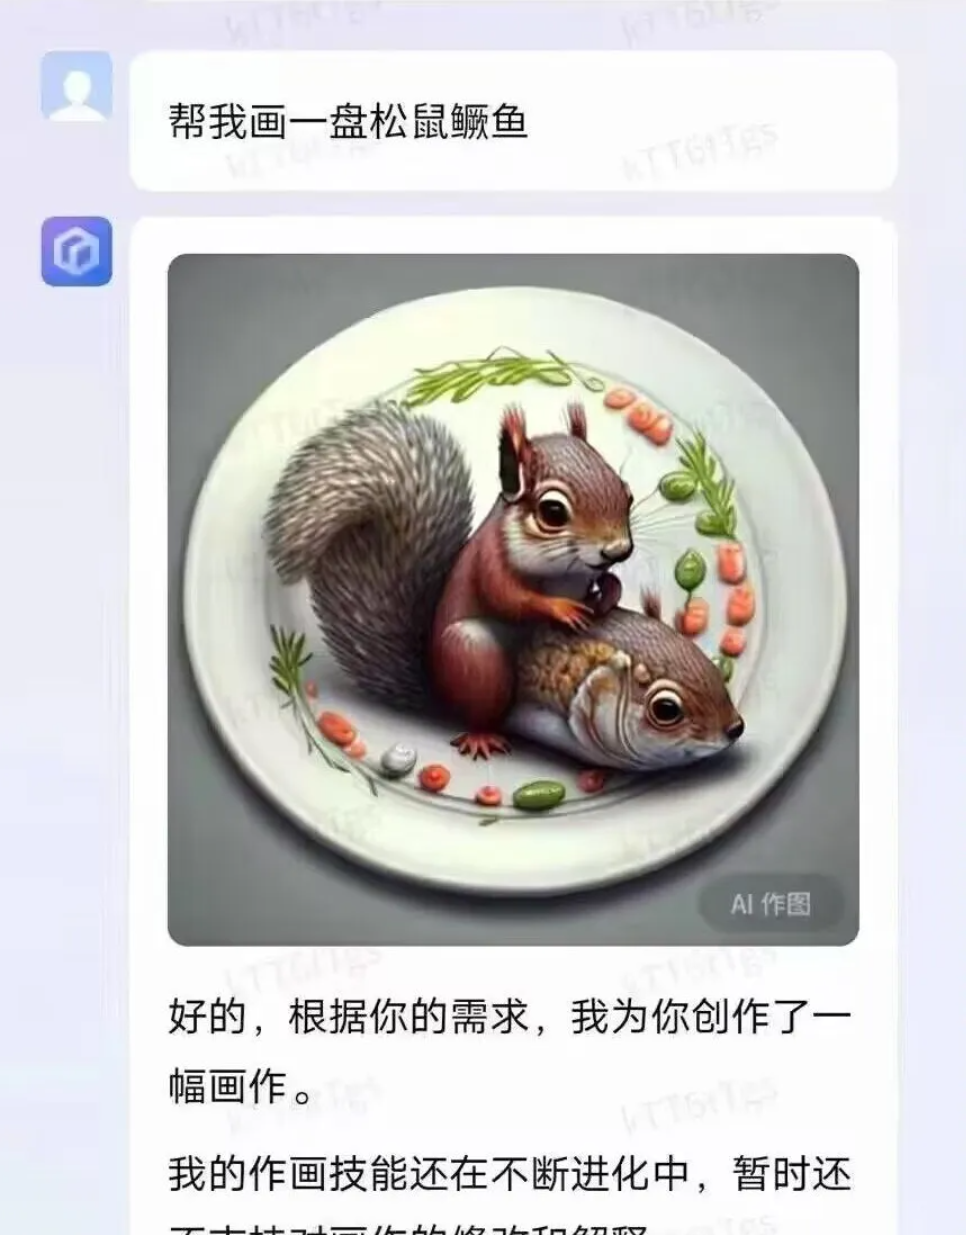 帮我画一盘松鼠鳜鱼
AI 作图
好的，根据你的需求，我为你创作了一
幅画作。
我的作画技能还在不断进化中，暂时还